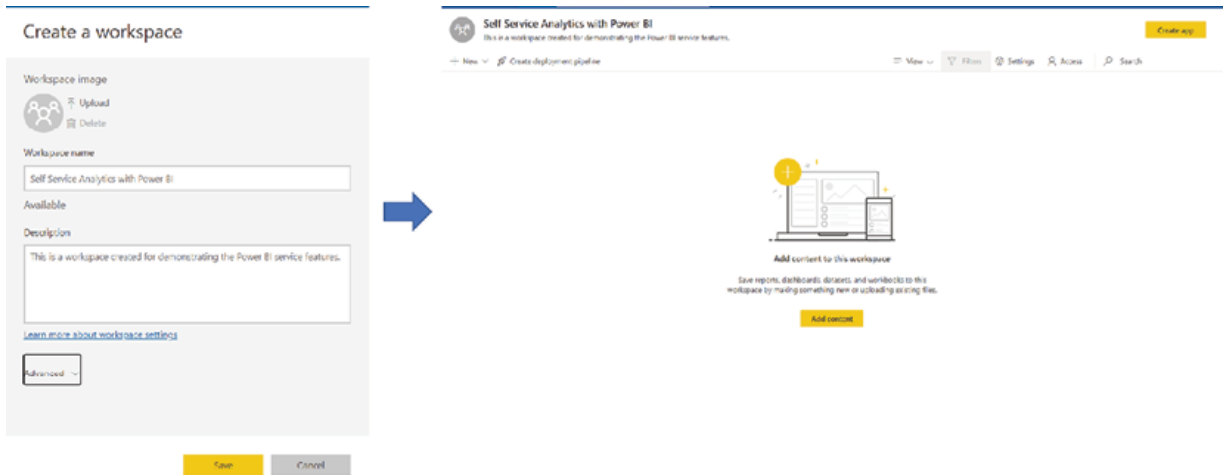 Create a workspace
Workspace image
Upload
Delete
Workspace name
Self Service Analytics with Power BI
Available
Description
This is a workspace created for demonstrating the Power BI service features.
Learn more about workspace settings
Advanced
Save Cancel
Self Service Analytics with Power BI
This is a workspace created for demonstrating the Power BI service features.
Create app
New Create deployment pipeline View Filters Settings Access Search
Add content to this workspace
Save reports, dashboards, datasets, and workbooks to this
workspace by making something new or uploading existing files.
Add content